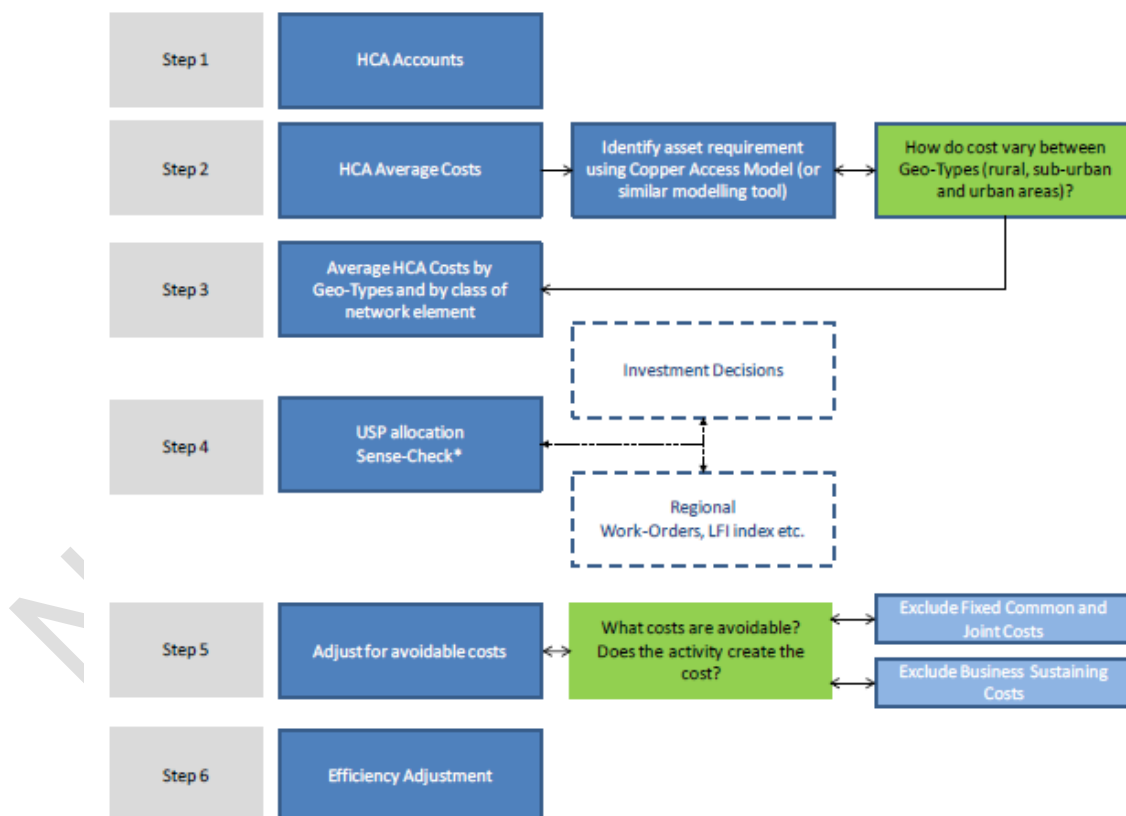 Step 1
HCA Accounts
Step 2
HCA Average Costs
Identify asset requirement
using Copper Access Model (or
similar modelling tool)
How do cost vary between
Geo-Types (rural, sub-urban
and urban areas)?
Step 3
Average HCA Costs by
Geo-Types and by class of
network element
Investment Decisions
Step 4
USP allocation
Sense-Check*
Regional
Work-Orders, LFI index etc.
Step 5
Adjust for avoidable costs
What costs are avoidable?
Does the activity create the
cost?
Exclude Fixed Common and
Joint Costs
Exclude Business Sustaining
Costs
Step 6
Efficiency Adjustment